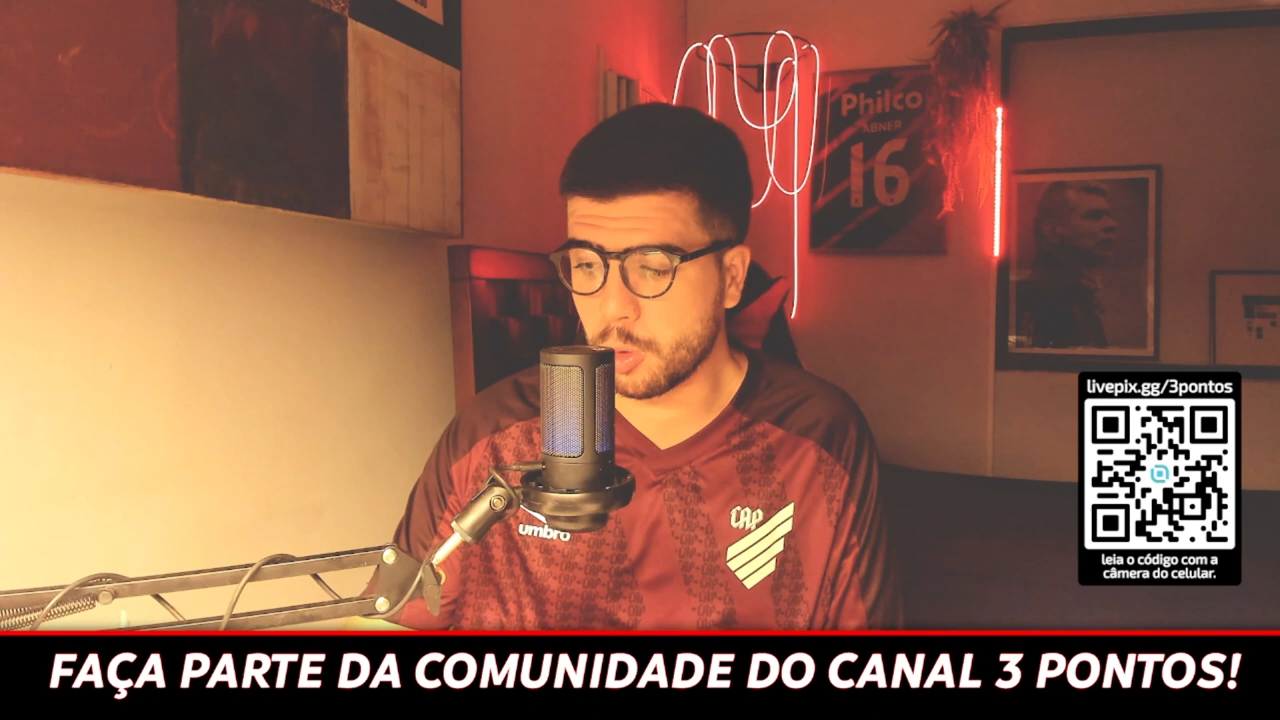 Philco
ABNER
16
livepix.gg/3pontos
CAP
umbro
leia o código com a
câmera do celular.
FAÇA PARTE DA COMUNIDADE DO CANAL 3 PONTOS!